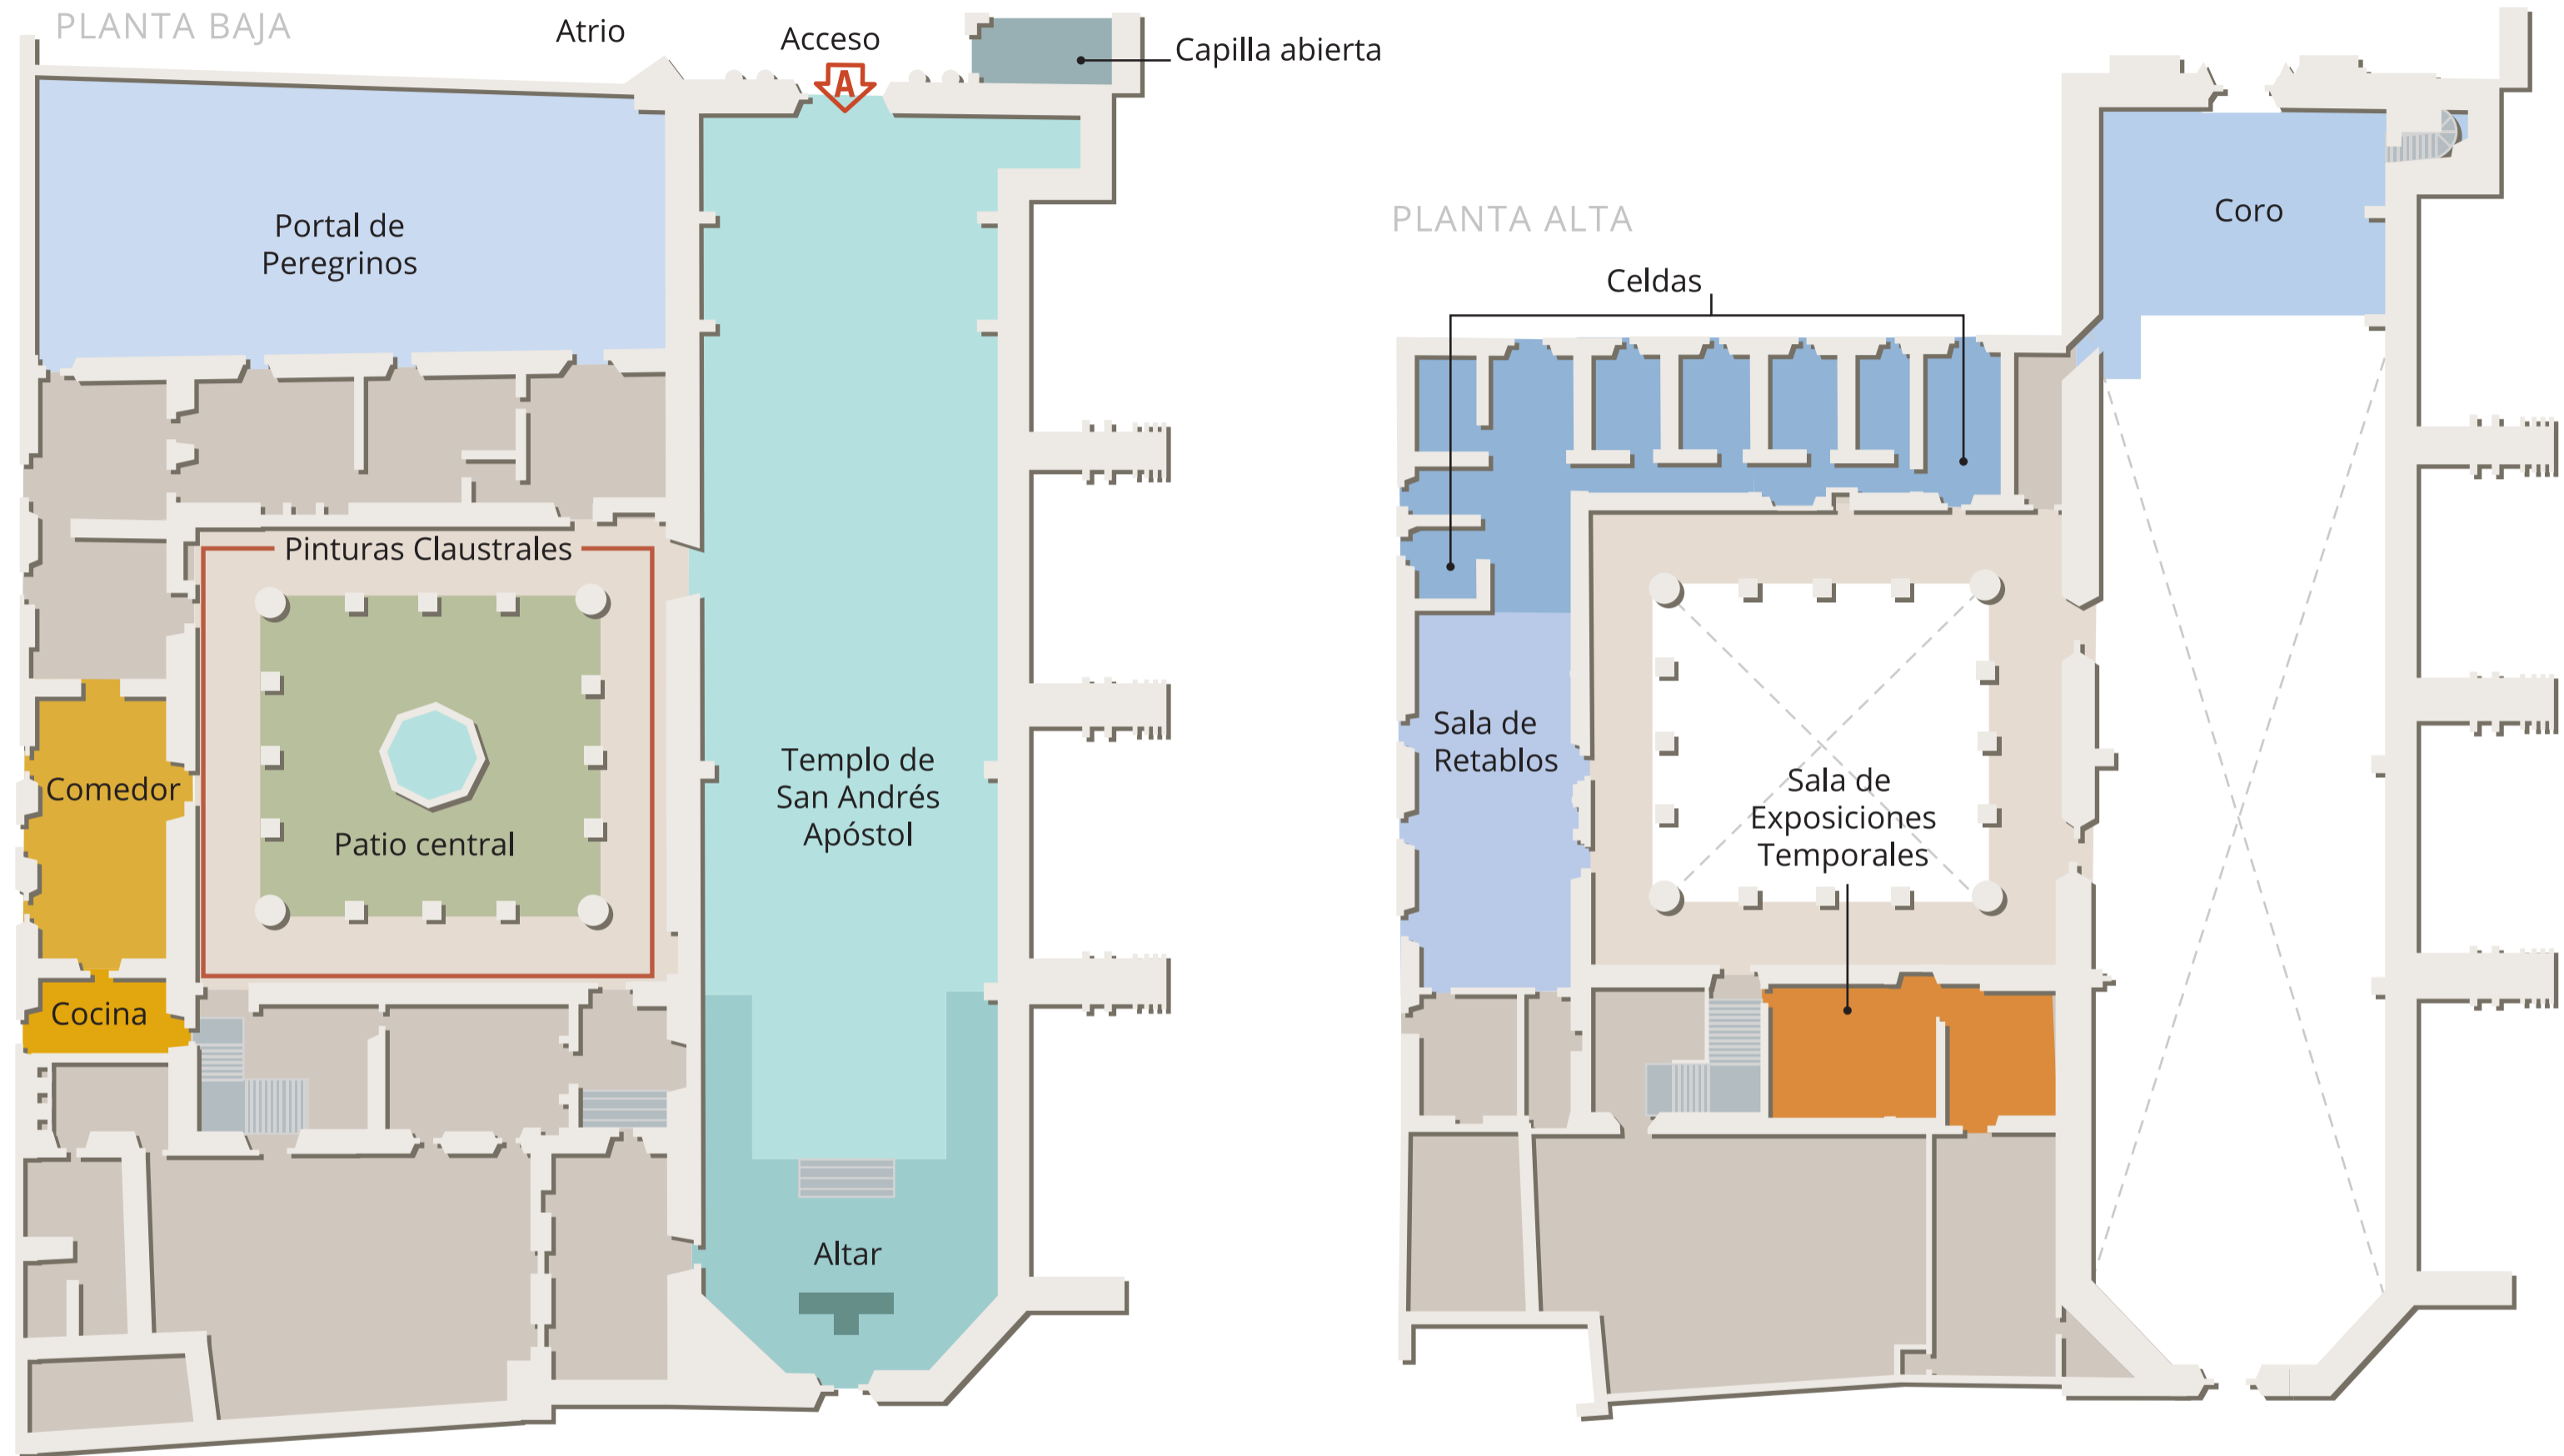 PLANTA BAJA
Atrio
Acceso
A
Capilla abierta
Portal de
Peregrinos
Pinturas Claustrales
Comedor
Patio central
Templo de
San Andrés
Apóstol
Cocina
Altar
PLANTA ALTA
Coro
Celdas
Sala de
Retablos
Sala de
Exposiciones
Temporales